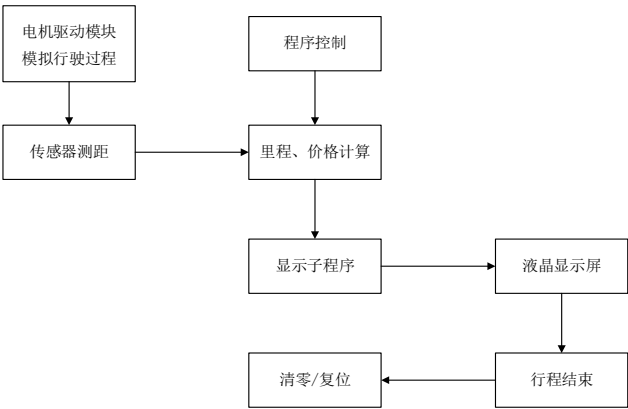 电机驱动模块
模拟行驶过程
程序控制
传感器测距
里程、价格计算
显示子程序
液晶显示屏
清零/复位
行程结束